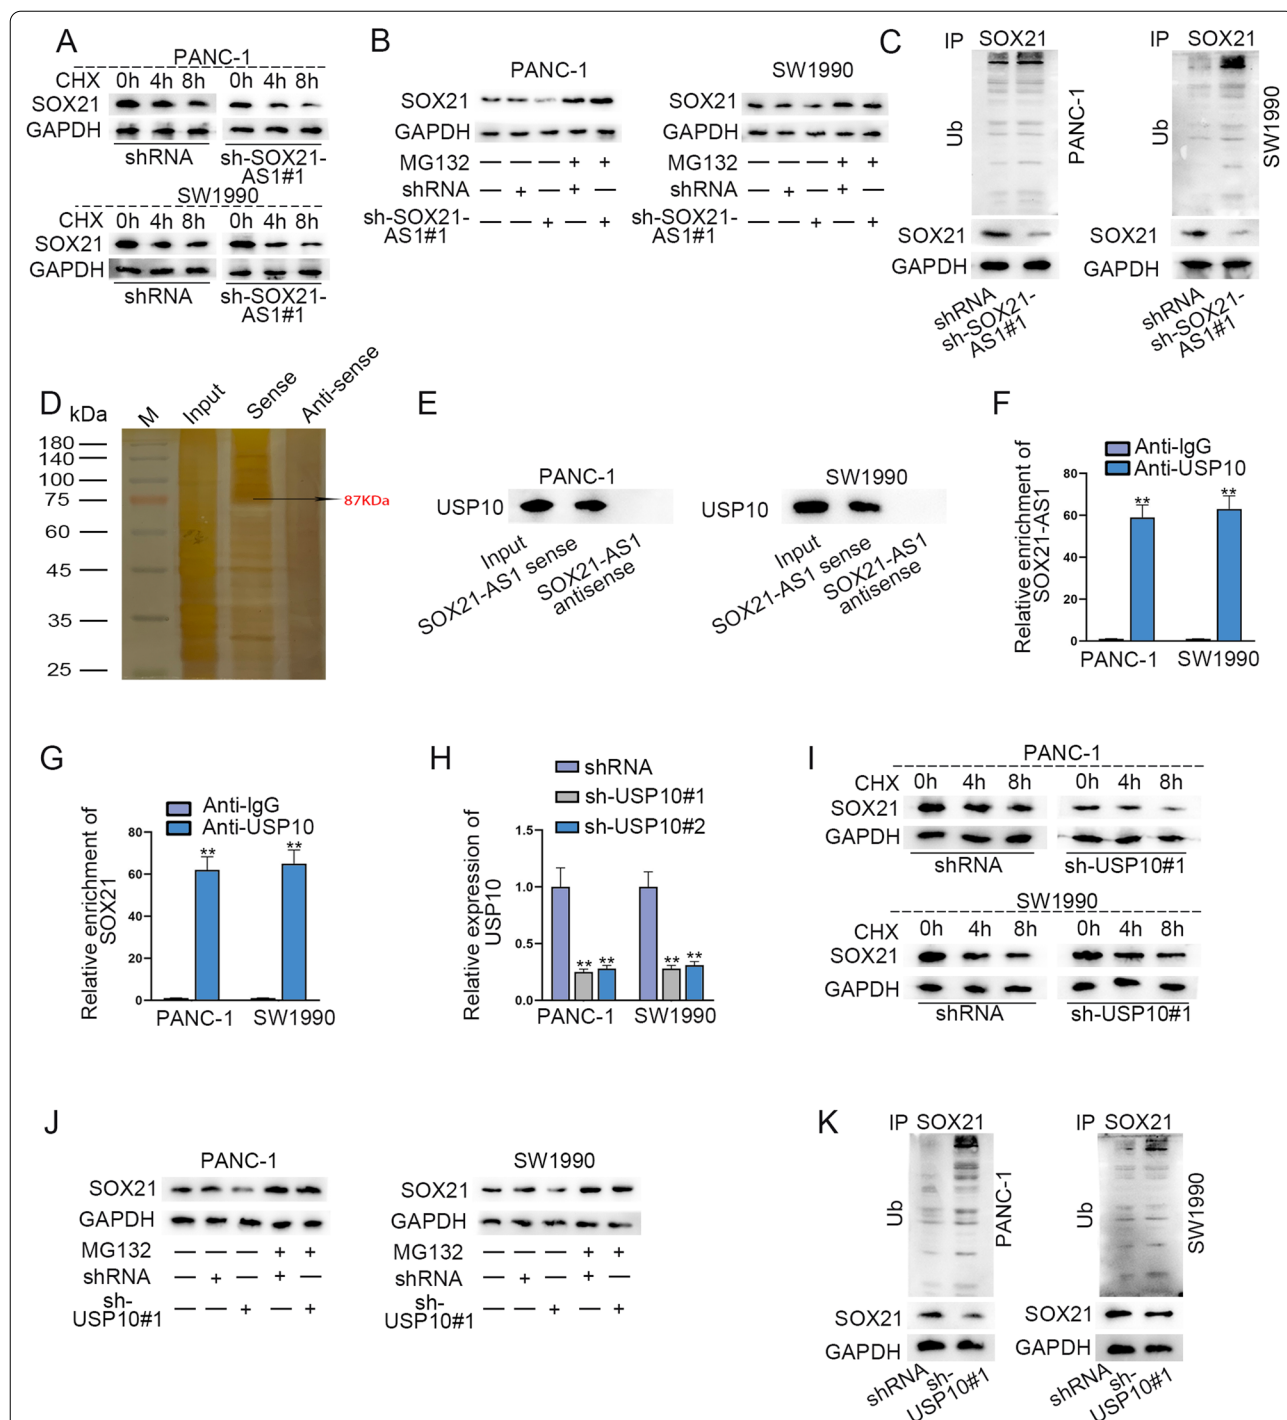 A
PANC-1
CHX 0h 4h 8h 0h 4h 8h
SOX21
GAPDH
shRNA sh-SOX21-
AS1#1
SW1990
CHX 0h 4h 8h 0h 4h 8h
SOX21
GAPDH
shRNA sh-SOX21-
AS1#1
B
PANC-1
SOX21
GAPDH
MG132 — — — + +
shRNA — + — + —
sh-SOX21-
AS1#1 — — + — +
SW1990
SOX21
GAPDH
MG132 — — — + +
shRNA — + — + —
sh-SOX21-
AS1#1 — — + — +
C
IP SOX21
Ub
PANC-1
SOX21
GAPDH
shRNA
sh-SOX21-
AS1#1
IP SOX21
Ub
SW1990
SOX21
GAPDH
shRNA
sh-SOX21-
AS1#1
D
kDa
M
Input
Sense
Anti-sense
180
140
100
75
60
45
35
25
87KDa
E
PANC-1
USP10
Input
SOX21-AS1 sense
SOX21-AS1
antisense
SW1990
USP10
Input
SOX21-AS1 sense
SOX21-AS1
antisense
F
Anti-IgG
Anti-USP10
Relative enrichment of
SOX21-AS1
80
60
40
20
0
**
**
PANC-1 SW1990
G
Anti-IgG
Anti-USP10
Relative enrichment of
SOX21
80
60
40
20
0
**
**
PANC-1 SW1990
H
shRNA
sh-USP10#1
sh-USP10#2
Relative expression of
USP10
1.5
1.0
0.5
0.0
** ** ** **
PANC-1 SW1990
I
PANC-1
CHX 0h 4h 8h 0h 4h 8h
SOX21
GAPDH
shRNA sh-USP10#1
SW1990
CHX 0h 4h 8h 0h 4h 8h
SOX21
GAPDH
shRNA sh-USP10#1
J
PANC-1
SOX21
GAPDH
MG132 — — — + +
shRNA — + — + —
sh-
USP10#1 — — + — +
SW1990
SOX21
GAPDH
MG132 — — — + +
shRNA — + — + —
sh-
USP10#1 — — + — +
K
IP SOX21
Ub
PANC-1
SOX21
GAPDH
shRNA
sh-
USP10#1
IP SOX21
Ub
SW1990
SOX21
GAPDH
shRNA
sh-
USP10#1